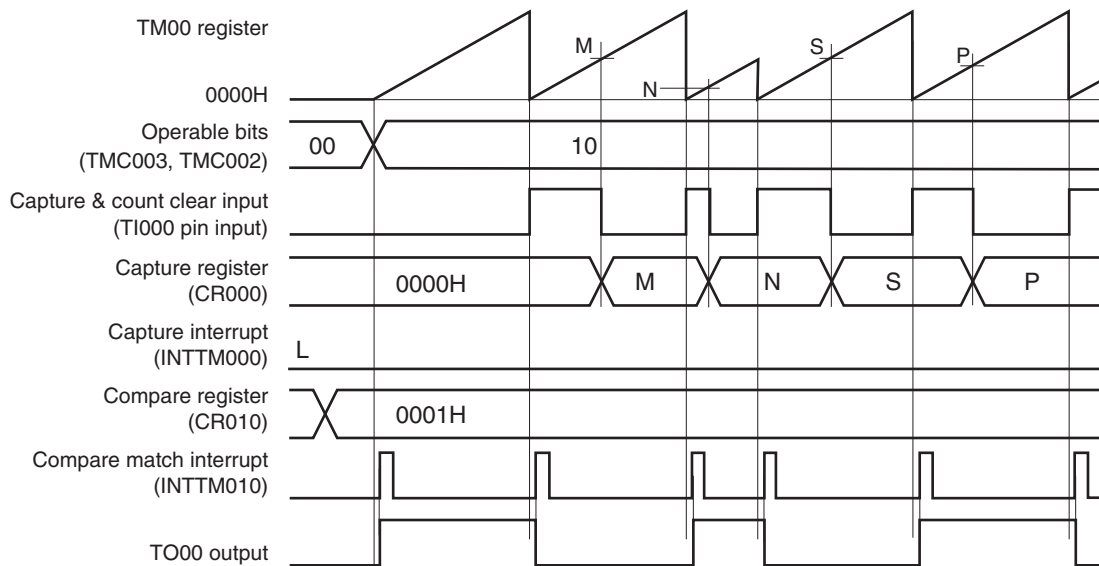 TM00 register
M
S
P
N
0000H
Operable bits
(TMC003, TMC002)
00
10
Capture & count clear input
(TI000 pin input)
Capture register
(CR000)
0000H
M
N
S
P
Capture interrupt
(INTTM000)
L
Compare register
(CR010)
0001H
Compare match interrupt
(INTTM010)
TO00 output